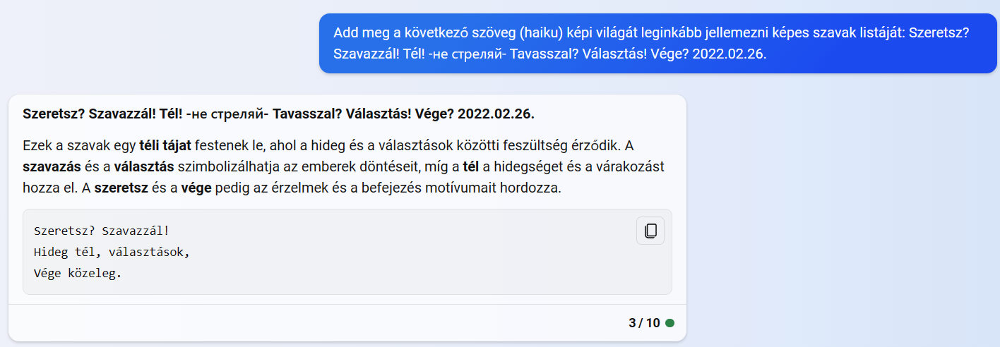 Add meg a következő szöveg (haiku) képi világát leginkább jellemezni képes szavak listáját: Szeretsz?
Szavazzál! Tél! -не стреляй- Tavasszal? Választás! Vége? 2022.02.26.
Szeretsz? Szavazzál! Tél! -не стреляй- Tavasszal? Választás! Vége? 2022.02.26.
Ezek a szavak egy téli tájat festenek le, ahol a hideg és a választások közötti feszültség érződik. A
szavazás és a választás szimbolizálhatja az emberek döntéseit, míg a tél a hidegséget és a várakozást
hozza el. A szeretsz és a vége pedig az érzelmek és a befejezés motívumait hordozza.
Szeretsz? Szavazzál!
Hideg tél, választások,
Vége közeleg.
3 / 10